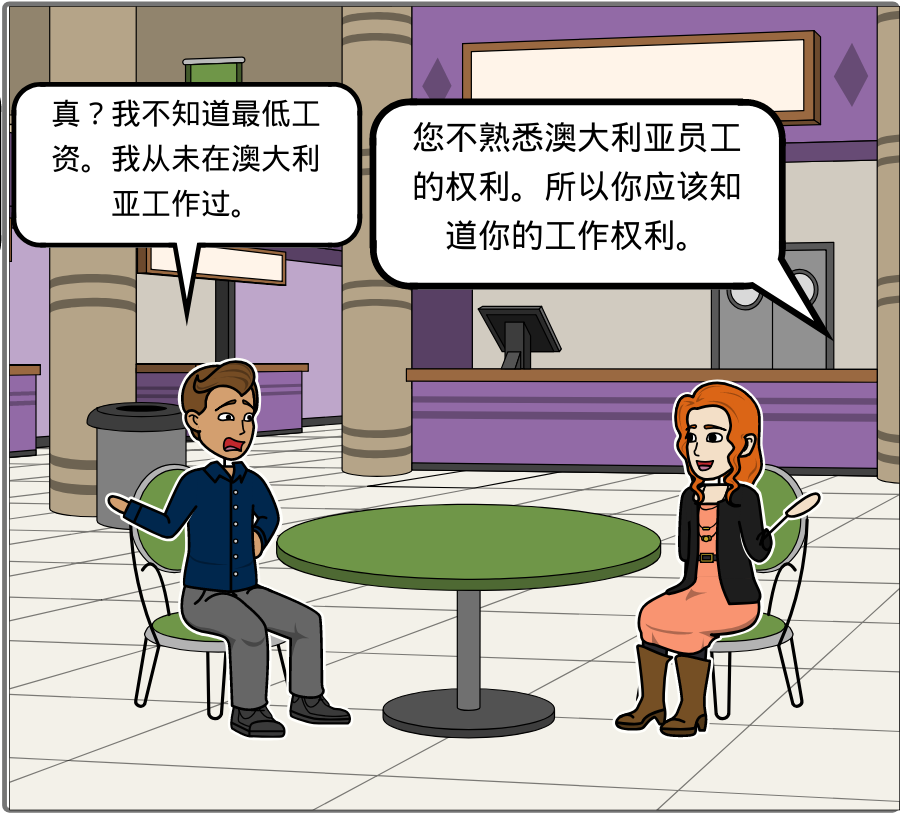 真？我不知道最低工
资。我从未在澳大利
亚工作过。
您不熟悉澳大利亚员工
的权利。所以你应该知
道你的工作权利。